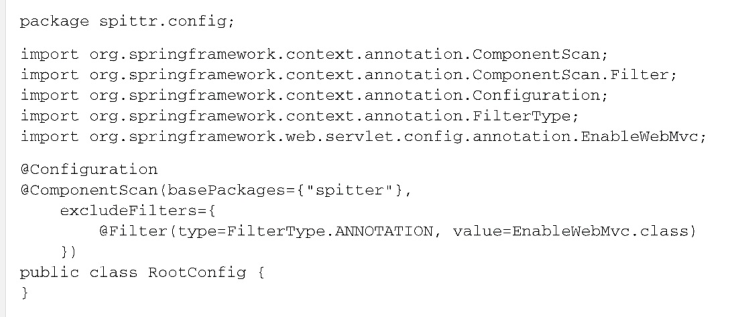 package spittr.config;
import org.springframework.context.annotation.ComponentScan;
import org.springframework.context.annotation.ComponentScan.Filter;
import org.springframework.context.annotation.Configuration;
import org.springframework.context.annotation.FilterType;
import org.springframework.web.servlet.config.annotation.EnableWebMvc;
@Configuration
@ComponentScan(basePackages={"spitter"},
    excludeFilters={
        @Filter(type=FilterType.ANNOTATION, value=EnableWebMvc.class)
    })
public class RootConfig {
}